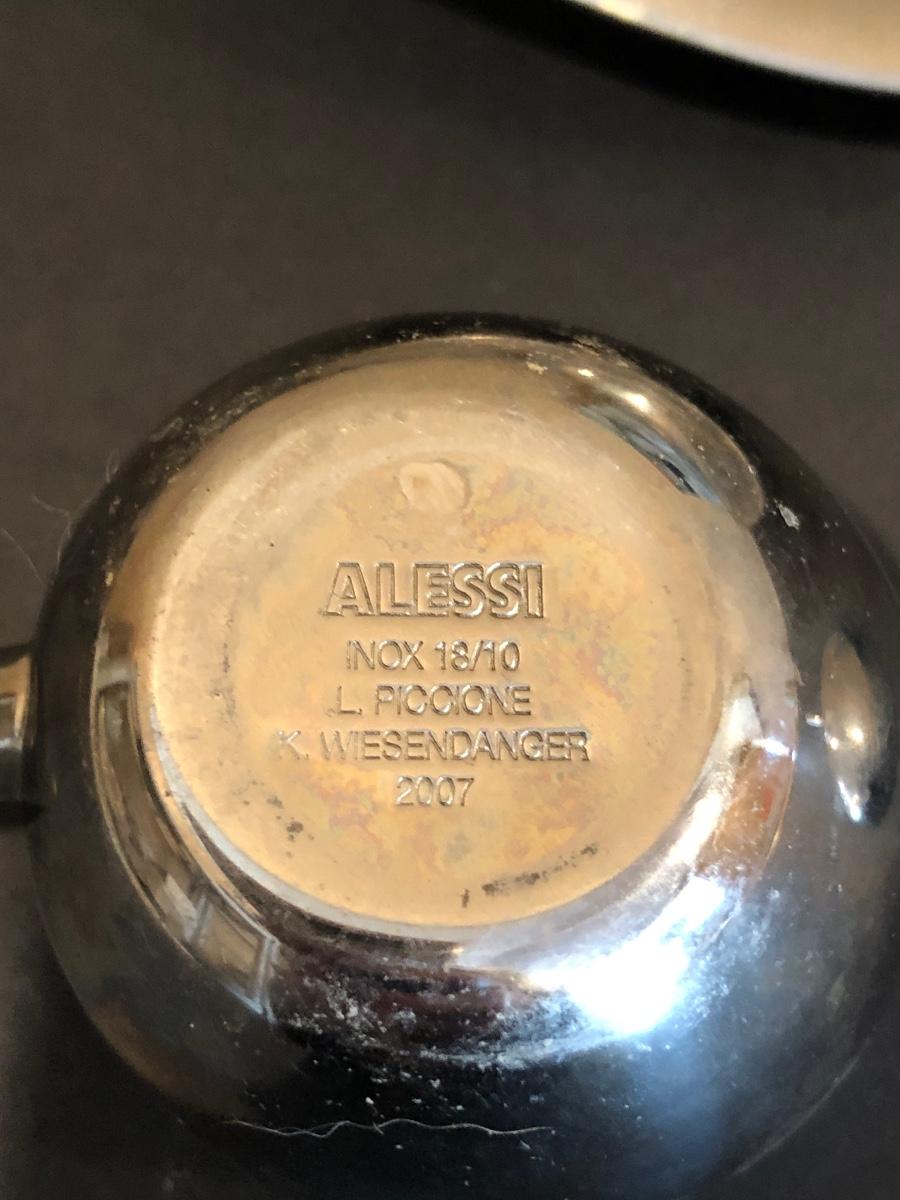 ALESSI
INOX 18/10
L. PICCIONE
K. WIESENDANGER
2007